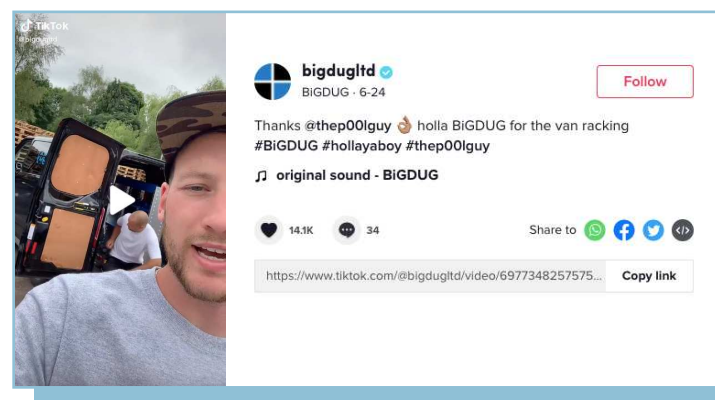 TikTok
@bigdugltd
bigdugltd
BiGDUG · 6-24
Follow
Thanks @thep00lguy 👌🏽 holla BiGDUG for the van racking
#BiGDUG #hollayaboy #thep00lguy
original sound - BiGDUG
14.1K
34
Share to
https://www.tiktok.com/@bigdugltd/video/6977348257575...
Copy link